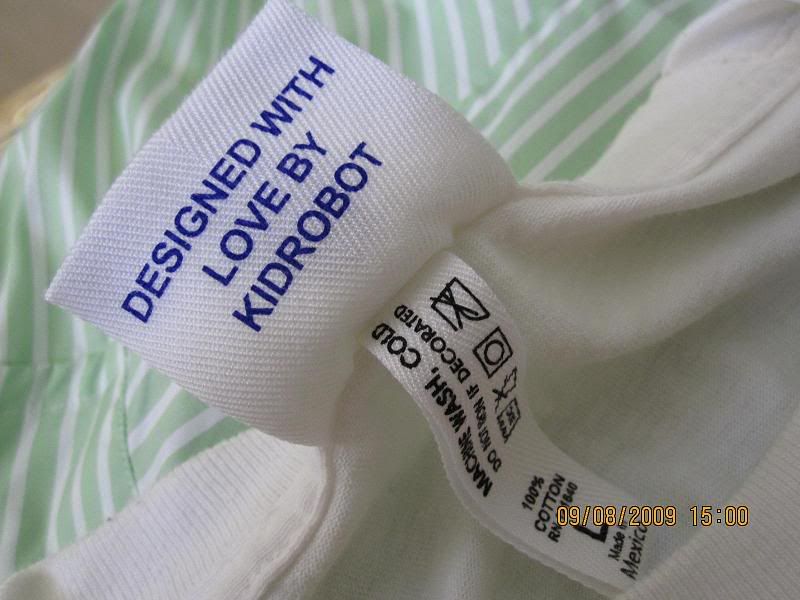 DESIGNED WITH
LOVE BY
KIDROBOT
MACHINE WASH, COLD
DO NOT IRON IF DECORATED
100%
COTTON
Made
Mexico
09/08/2009 15:00